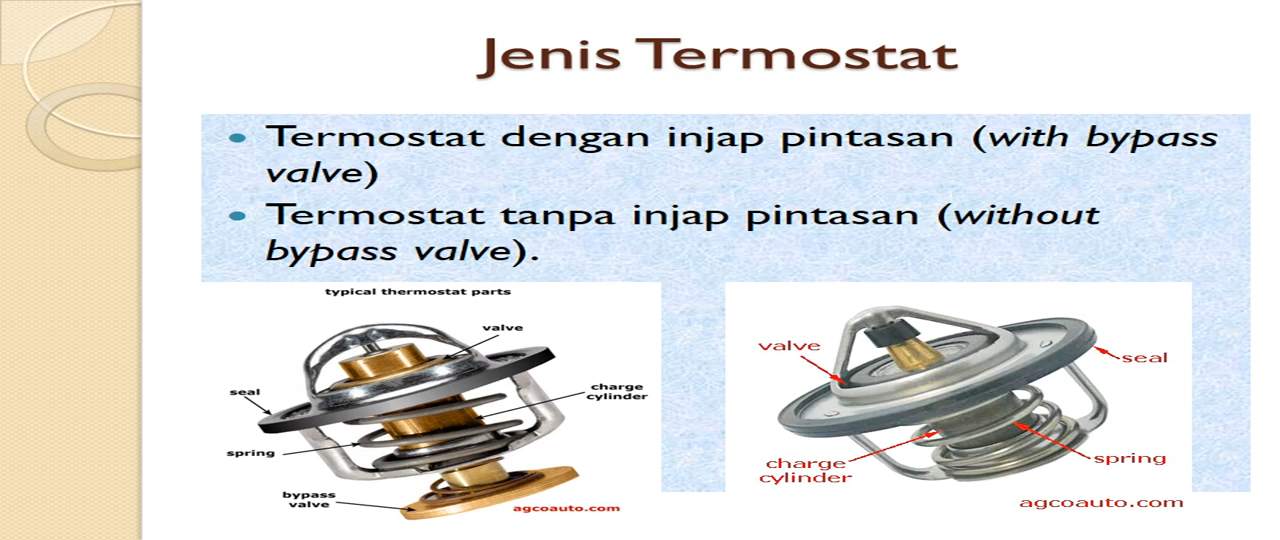 Jenis Termostat
Termostat dengan injap pintasan (with bypass
valve)
Termostat tanpa injap pintasan (without
bypass valve).
typical thermostat parts
valve
seal
charge
cylinder
spring
bypass
valve
agcoauto.com
valve
seal
charge
cylinder
spring
agcoauto.com